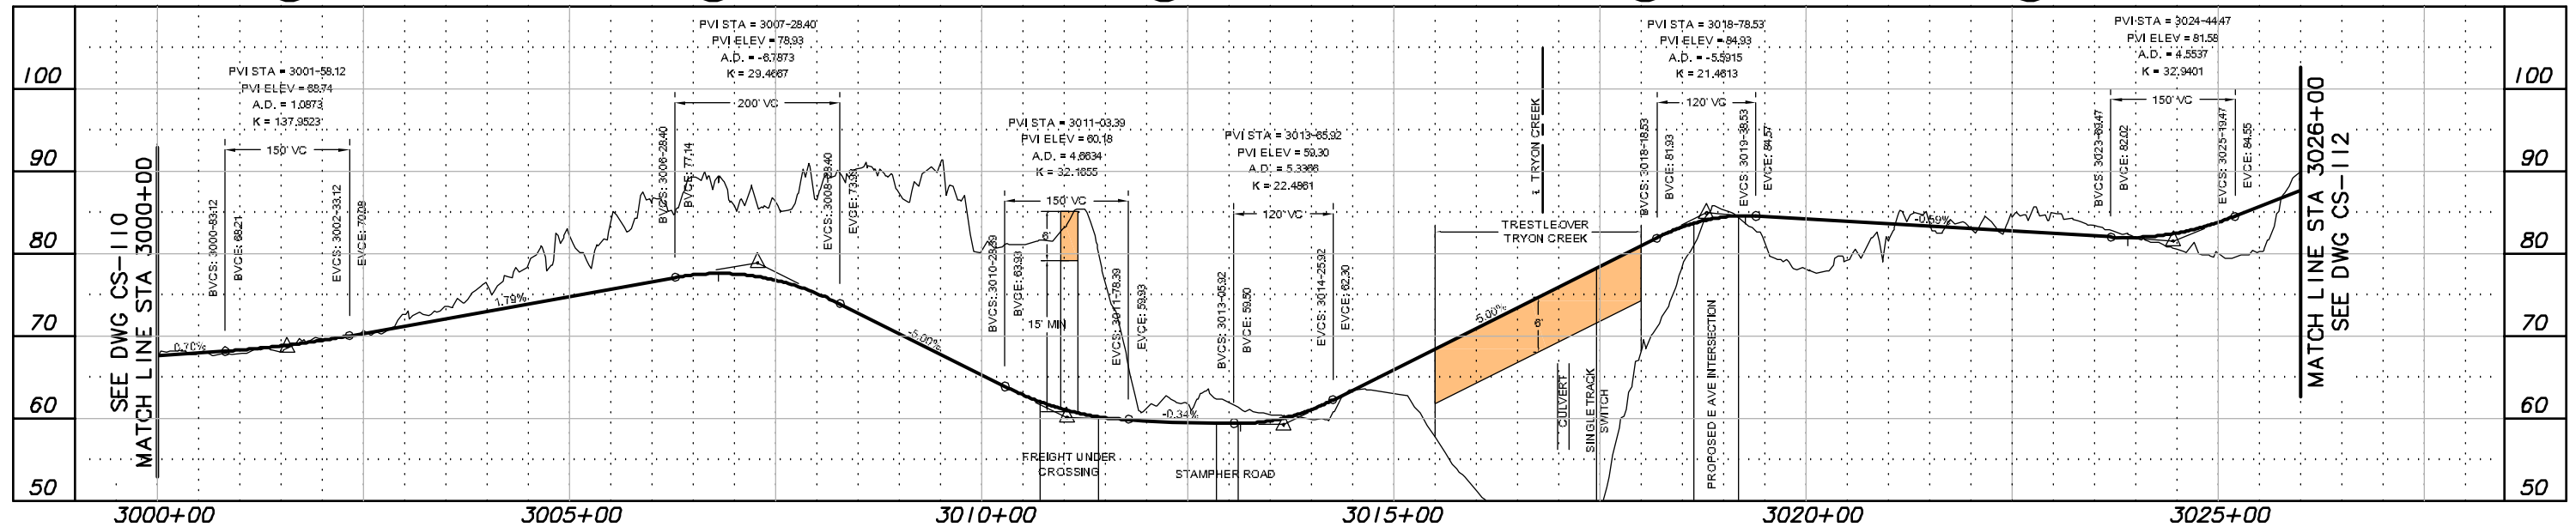 PVI STA = 3001+58.12
PVI ELEV = 68.74
A.D. = 1.0873
K = 137.9523
150' VC
BVCS: 3000+83.12
BVCE: 68.21
EVCS: 3002+33.12
EVCE: 70.08
PVI STA = 3007+28.40
PVI ELEV = 78.93
A.D. = -6.7873
K = 29.4667
200' VC
BVCS: 3006+28.40
BVCE: 77.14
EVCS: 3008+28.40
EVCE: 73.93
PVI STA = 3011+03.39
PVI ELEV = 60.18
A.D. = 4.6634
K = 32.1655
150' VC
BVCS: 3010+28.39
BVCE: 63.93
EVCS: 3011+78.39
EVCE: 59.93
PVI STA = 3013+65.92
PVI ELEV = 59.30
A.D. = 5.3366
K = 22.4861
120' VC
BVCS: 3013+05.92
BVCE: 59.50
EVCS: 3014+25.92
EVCE: 62.30
PVI STA = 3018+78.53
PVI ELEV = 84.93
A.D. = -5.5915
K = 21.4613
120' VC
BVCS: 3018+18.53
BVCE: 81.93
EVCS: 3019+38.53
EVCE: 84.57
PVI STA = 3024+44.47
PVI ELEV = 81.58
A.D. = 4.5537
K = 32.9401
150' VC
BVCS: 3023+69.47
BVCE: 82.02
EVCS: 3025+19.47
EVCE: 84.55
SEE DWG CS-110
MATCH LINE STA 3000+00
MATCH LINE STA 3026+00
SEE DWG CS-112
TRYON CREEK
TRESTLE OVER
TRYON CREEK
0.70%
1.79%
-5.00%
-0.34%
5.00%
-0.59%
6'
15' MIN
6'
FREIGHT UNDER
CROSSING
STAMPHER ROAD
CULVERT
SINGLE TRACK
SWITCH
PROPOSED E AVE INTERSECTION
100
90
80
70
60
50
100
90
80
70
60
50
3000+00
3005+00
3010+00
3015+00
3020+00
3025+00